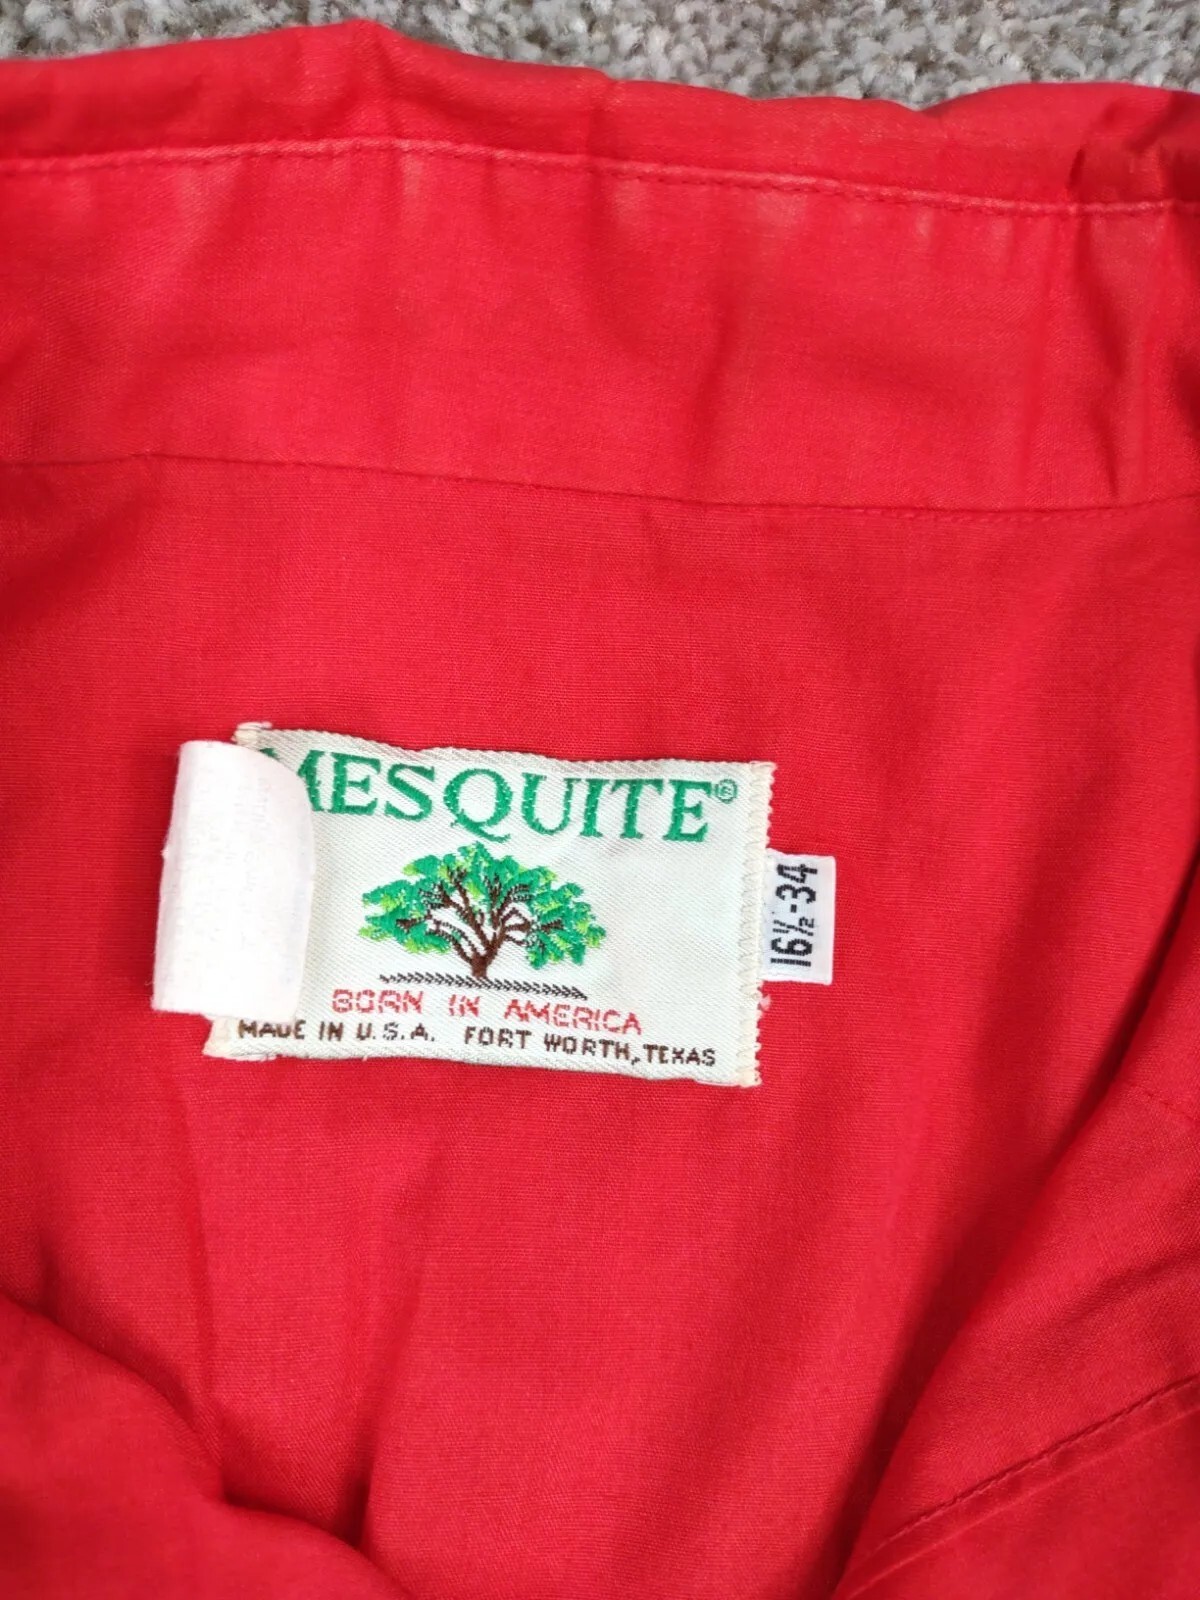 MESQUITE®
BORN IN AMERICA
MADE IN U.S.A. FORT WORTH, TEXAS
16½-34